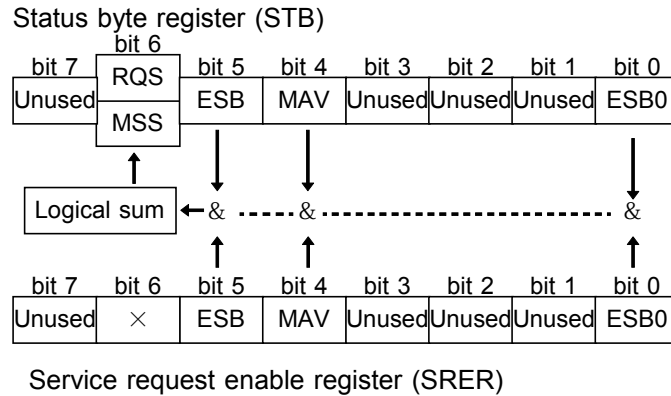 Status byte register (STB)
bit 7 bit 6 bit 5 bit 4 bit 3 bit 2 bit 1 bit 0
Unused RQS ESB MAV Unused Unused Unused ESB0
MSS
Logical sum & & &
bit 7 bit 6 bit 5 bit 4 bit 3 bit 2 bit 1 bit 0
Unused × ESB MAV Unused Unused Unused ESB0
Service request enable register (SRER)